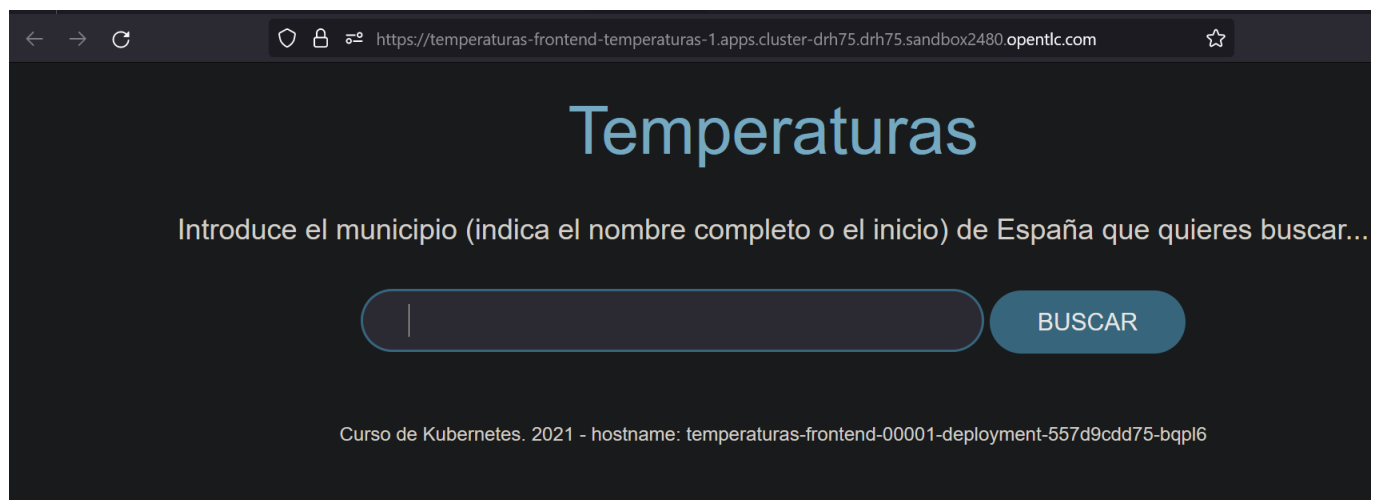 https://temperaturas-frontend-temperaturas-1.apps.cluster-drh75.drh75.sandbox2480.opentlc.com
Temperaturas
Introduce el municipio (indica el nombre completo o el inicio) de España que quieres buscar...
BUSCAR
Curso de Kubernetes. 2021 - hostname: temperaturas-frontend-00001-deployment-557d9cdd75-bqpl6